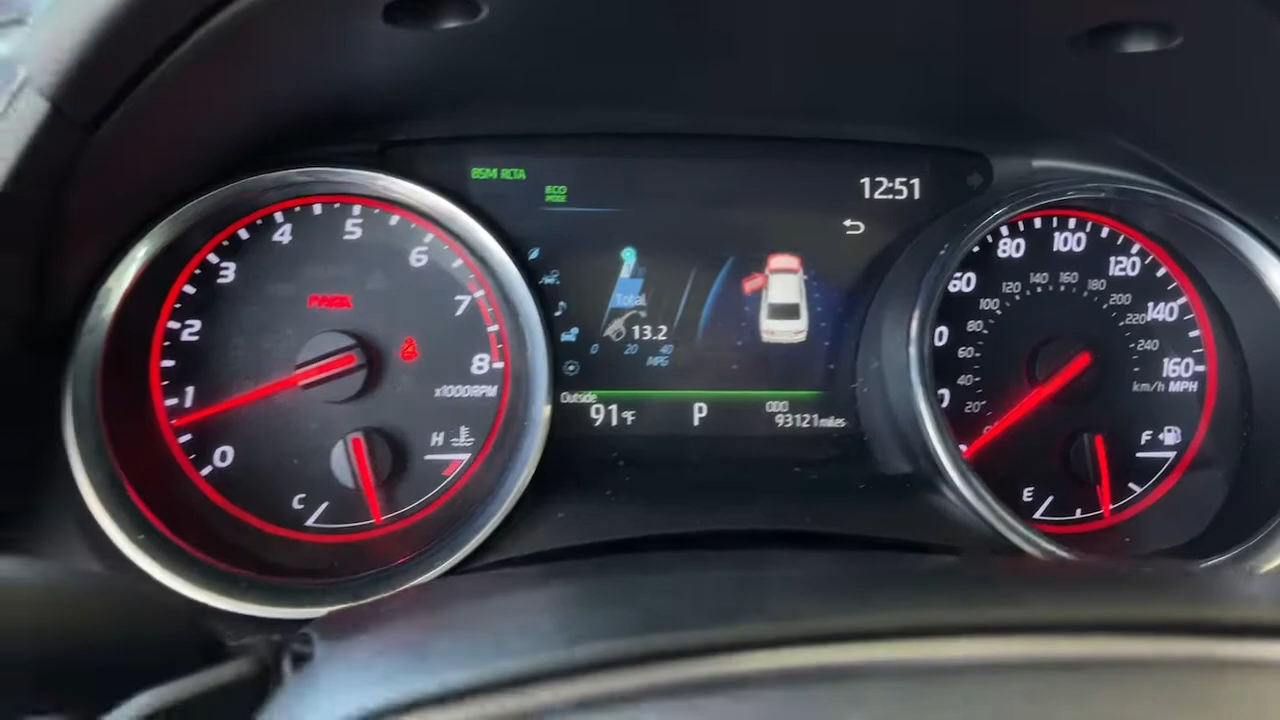 BSM RCTA
ECO
MODE
12:51
Total
13.2
0 20 40
MPG
Outside
91°F
P
ODO
93121 miles
0
1
2
3
4
5
6
7
8
x1000RPM
C
H
60
80
100
120
140
160
20
40
60
80
100
120
140
160
180
200
220
240
km/h MPH
E
F